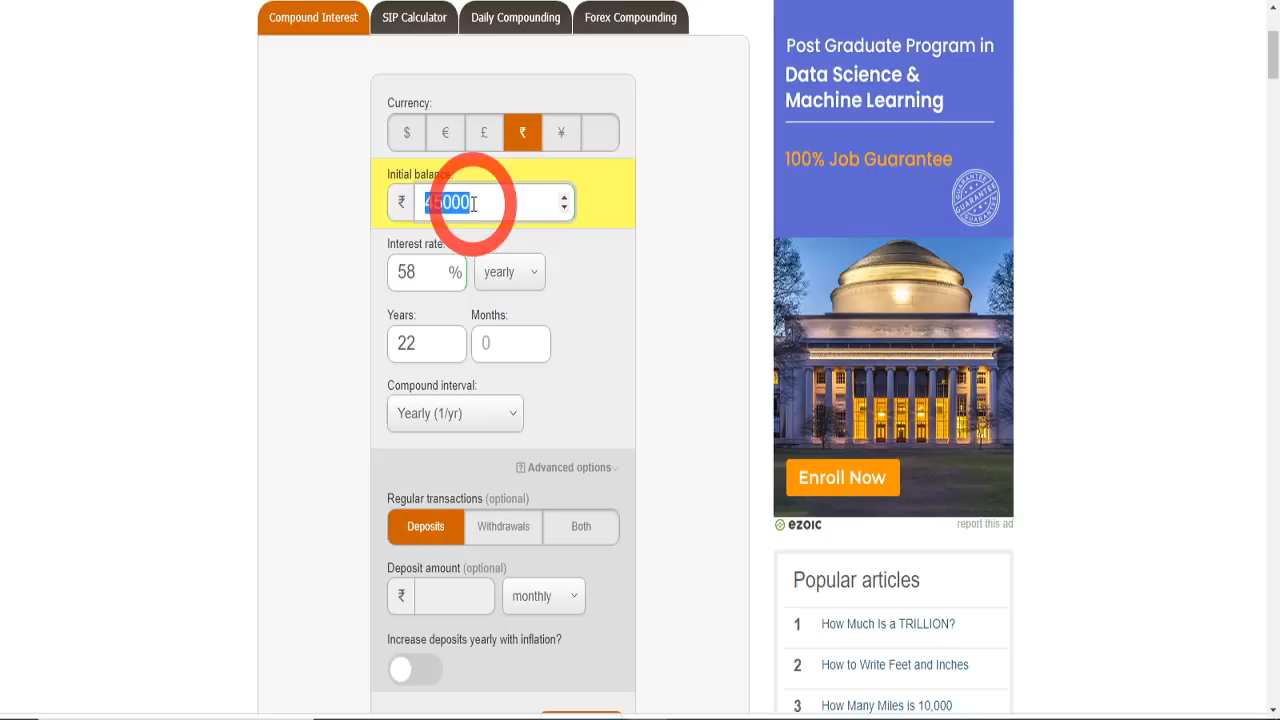 Compound Interest
SIP Calculator
Daily Compounding
Forex Compounding
Currency:
$ € £ ₹ ¥
Initial balance:
₹ 45000
Interest rate:
58 % yearly
Years: Months:
22 0
Compound interval:
Yearly (1/yr)
Advanced options
Regular transactions (optional)
Deposits Withdrawals Both
Deposit amount (optional)
₹ monthly
Increase deposits yearly with inflation?
Post Graduate Program in
Data Science &
Machine Learning
100% Job Guarantee
GUARANTEE
Enroll Now
ezoic report this ad
Popular articles
1 How Much Is a TRILLION?
2 How to Write Feet and Inches
3 How Many Miles is 10,000